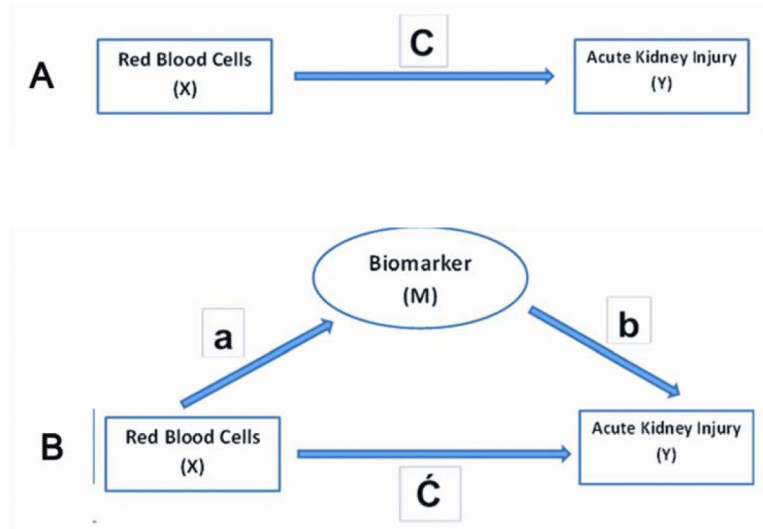 C
A
Red Blood Cells
(X)
Acute Kidney Injury
(Y)
Biomarker
(M)
a
b
B
Red Blood Cells
(X)
Acute Kidney Injury
(Y)
Ć